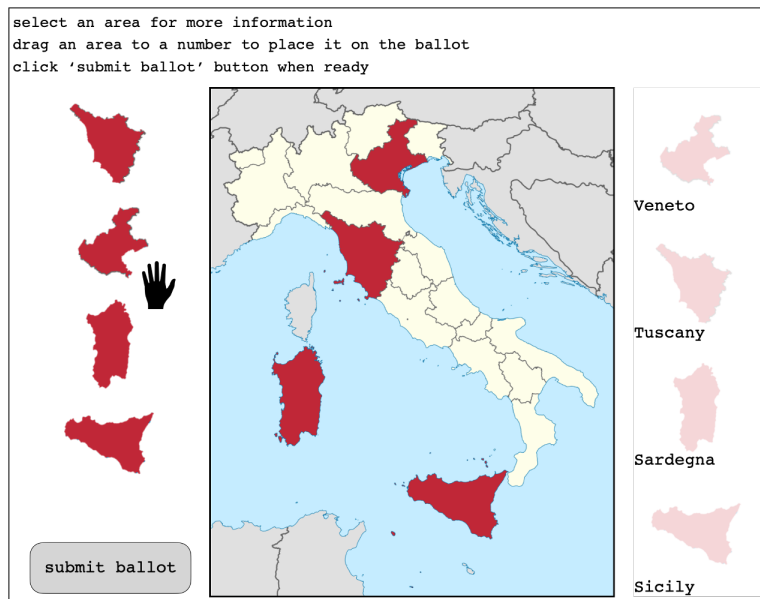 select an area for more information
drag an area to a number to place it on the ballot
click ‘submit ballot’ button when ready
Veneto
Tuscany
Sardegna
Sicily
submit ballot